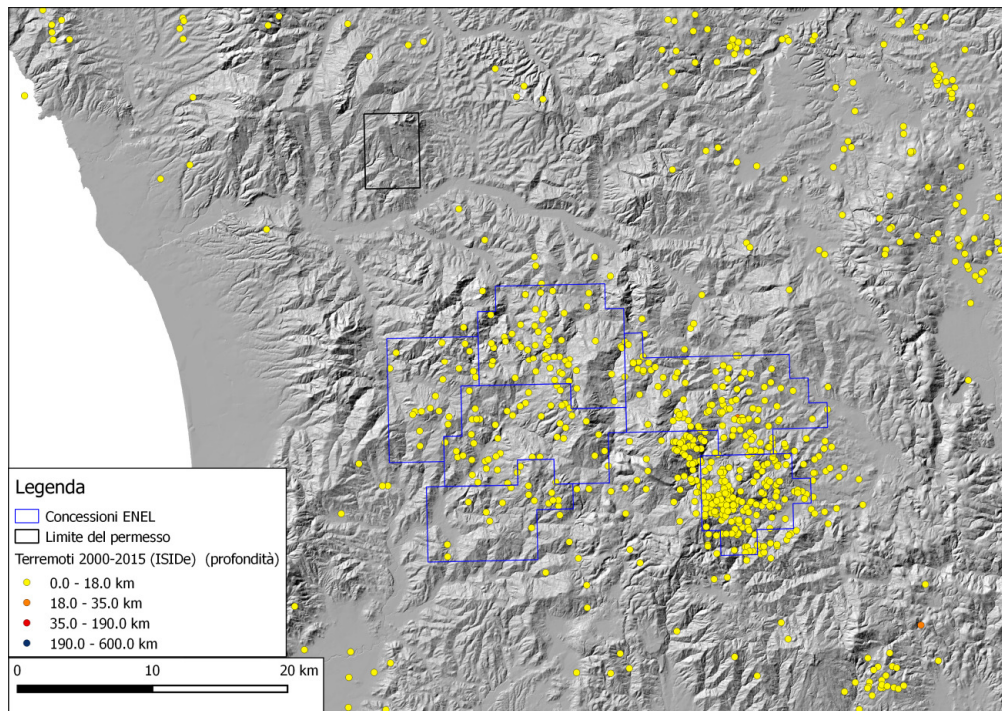 Legenda
Concessioni ENEL
Limite del permesso
Terremoti 2000-2015 (ISIDe) (profondità)
0.0 - 18.0 km
18.0 - 35.0 km
35.0 - 190.0 km
190.0 - 600.0 km
0 10 20 km